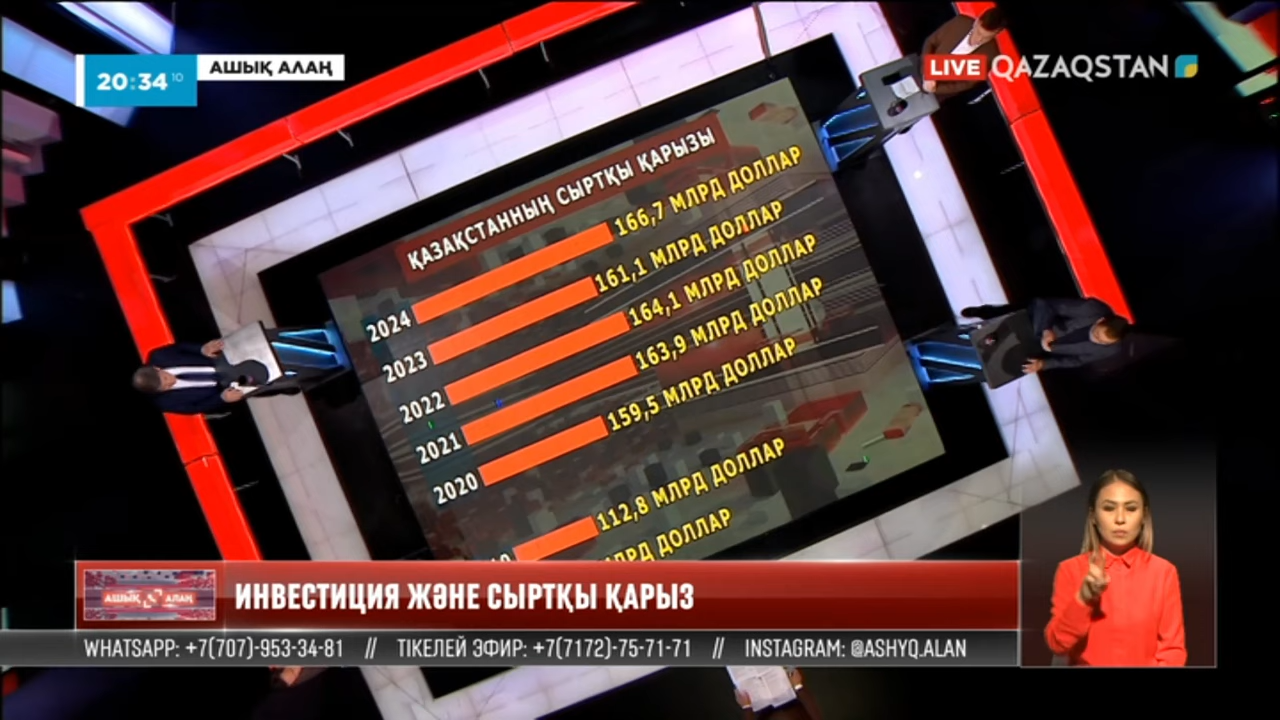 20:34 10
АШЫҚ АЛАҢ
LIVE QAZAQSTAN
ҚАЗАҚСТАННЫҢ СЫРТҚЫ ҚАРЫЗЫ
2024 166,7 МЛРД ДОЛЛАР
2023 161,1 МЛРД ДОЛЛАР
2022 164,1 МЛРД ДОЛЛАР
2021 163,9 МЛРД ДОЛЛАР
2020 159,5 МЛРД ДОЛЛАР
112,8 МЛРД ДОЛЛАР
МЛРД ДОЛЛАР
АШЫҚ АЛАҢ
ИНВЕСТИЦИЯ ЖӘНЕ СЫРТҚЫ ҚАРЫЗ
WHATSAPP: +7(707)-953-34-81 // ТІКЕЛЕЙ ЭФИР: +7(7172)-75-71-71 // INSTAGRAM: @ASHYQ.ALAN